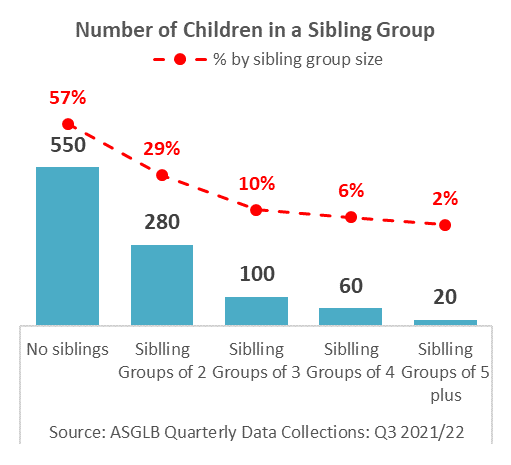 Number of Children in a Sibling Group
% by sibling group size
57%
550
29%
280
10%
100
6%
60
2%
20
No siblings
Siblling
Groups of 2
Siblling
Groups of 3
Siblling
Groups of 4
Siblling
Groups of 5
plus
Source: ASGLB Quarterly Data Collections: Q3 2021/22